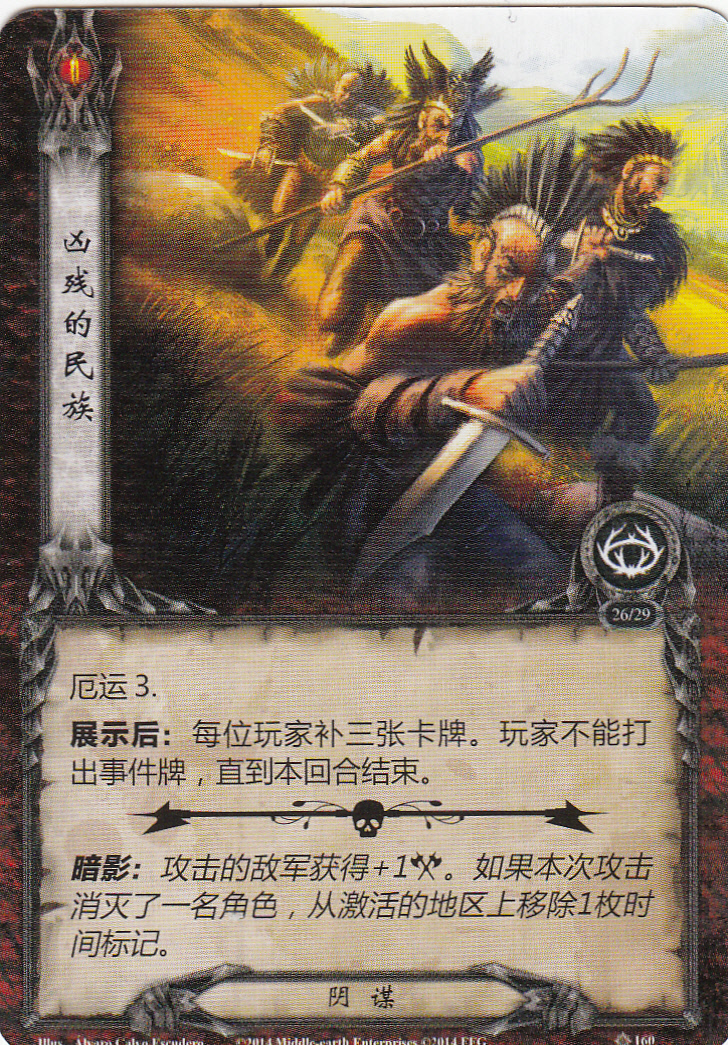 凶残的民族
26/29
厄运 3.
展示后：每位玩家补三张卡牌。玩家不能打
出事件牌，直到本回合结束。
暗影：攻击的敌军获得+1。如果本次攻击
消灭了一名角色，从激活的地区上移除1枚时
间标记。
阴谋
Illus. Álvaro Calvo Escudero ©2014 Middle-earth Enterprises ©2014 FFG 160